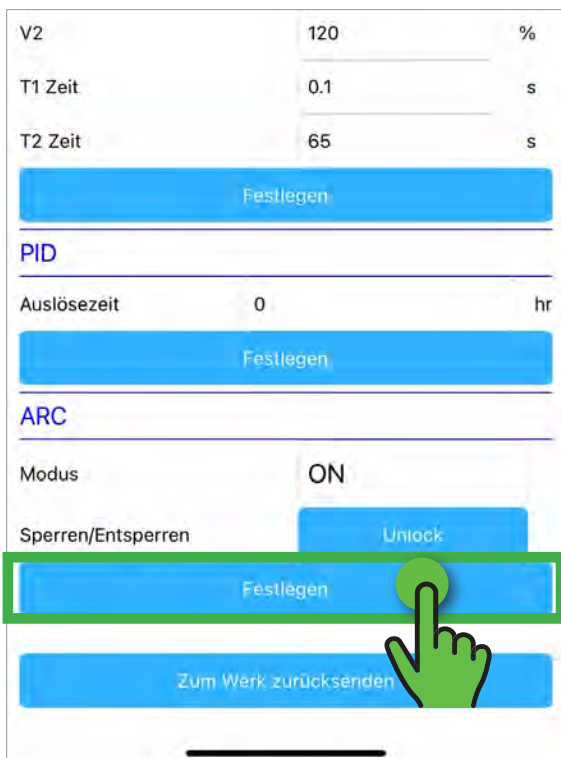 V2 120 %
T1 Zeit 0.1 s
T2 Zeit 65 s
Festlegen
PID
Auslösezeit 0 hr
Festlegen
ARC
Modus ON
Sperren/Entsperren Unlock
Festlegen
Zum Werk zurücksenden